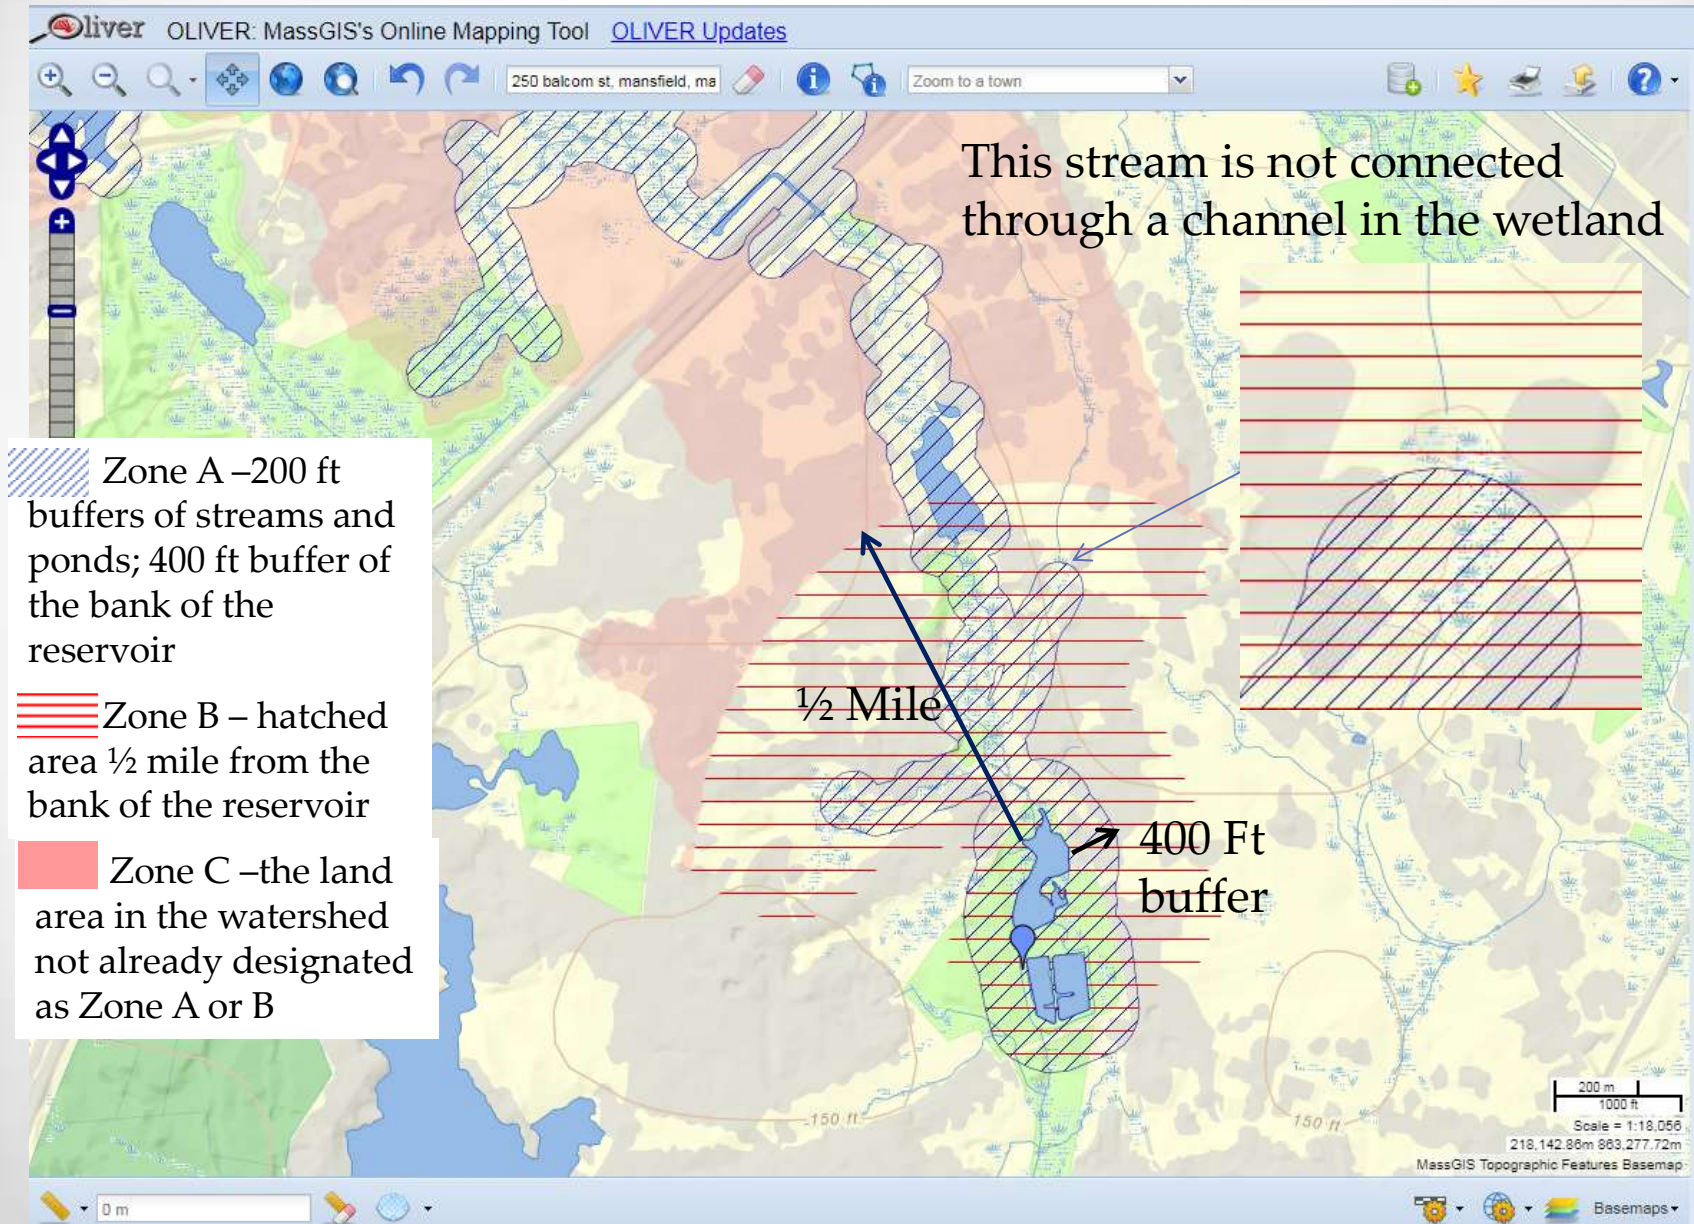 Oliver OLIVER: MassGIS's Online Mapping Tool OLIVER Updates
250 balcom st, mansfield, ma
Zoom to a town
This stream is not connected
through a channel in the wetland
Zone A –200 ft
buffers of streams and
ponds; 400 ft buffer of
the bank of the
reservoir
Zone B – hatched
area ½ mile from the
bank of the reservoir
Zone C –the land
area in the watershed
not already designated
as Zone A or B
½ Mile
400 Ft
buffer
150 ft
150 ft
200 m
1000 ft
Scale = 1:18,056
218,142.86m 863,277.72m
MassGIS Topographic Features Basemap
0 m
Basemaps